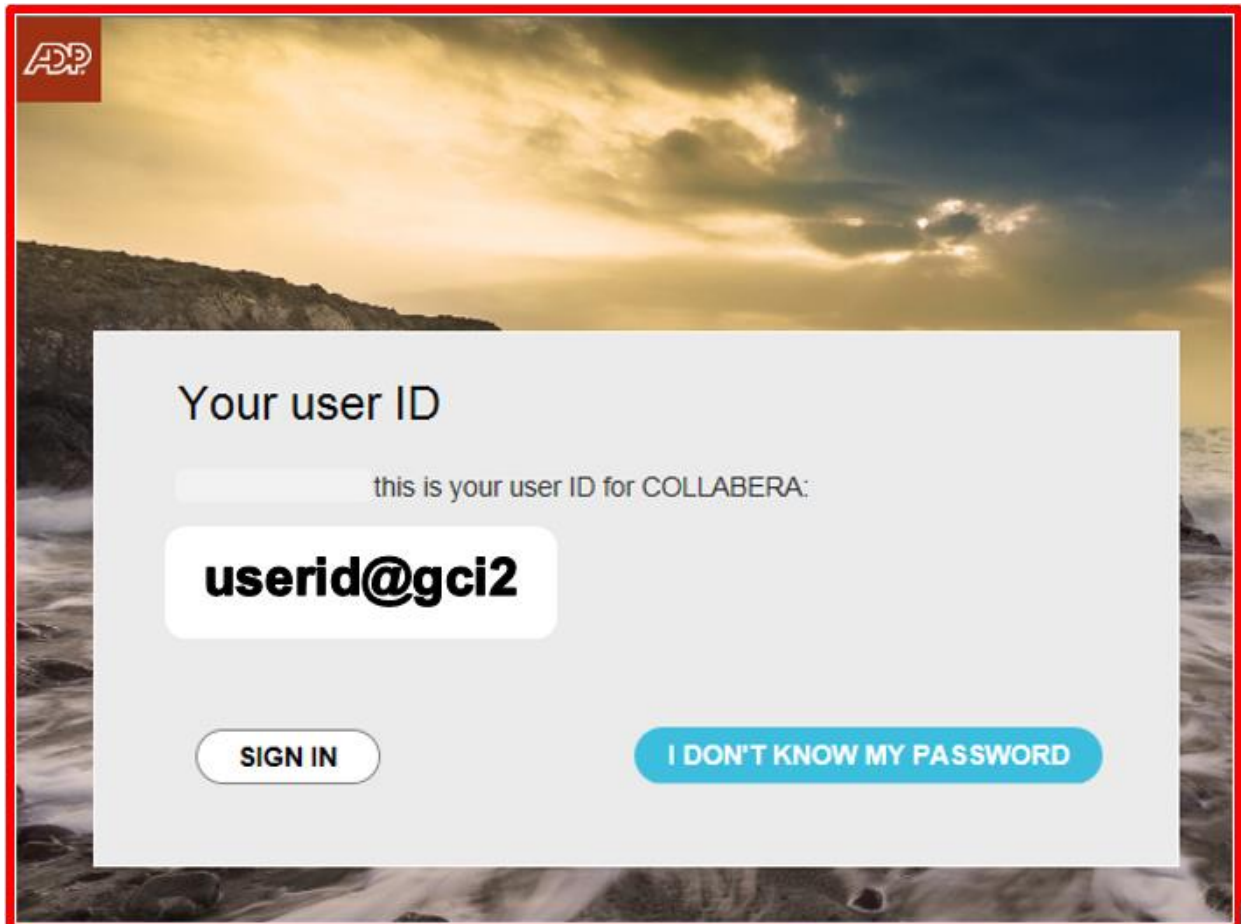 ADP
Your user ID
this is your user ID for COLLABERA:
userid@gci2
SIGN IN
I DON'T KNOW MY PASSWORD